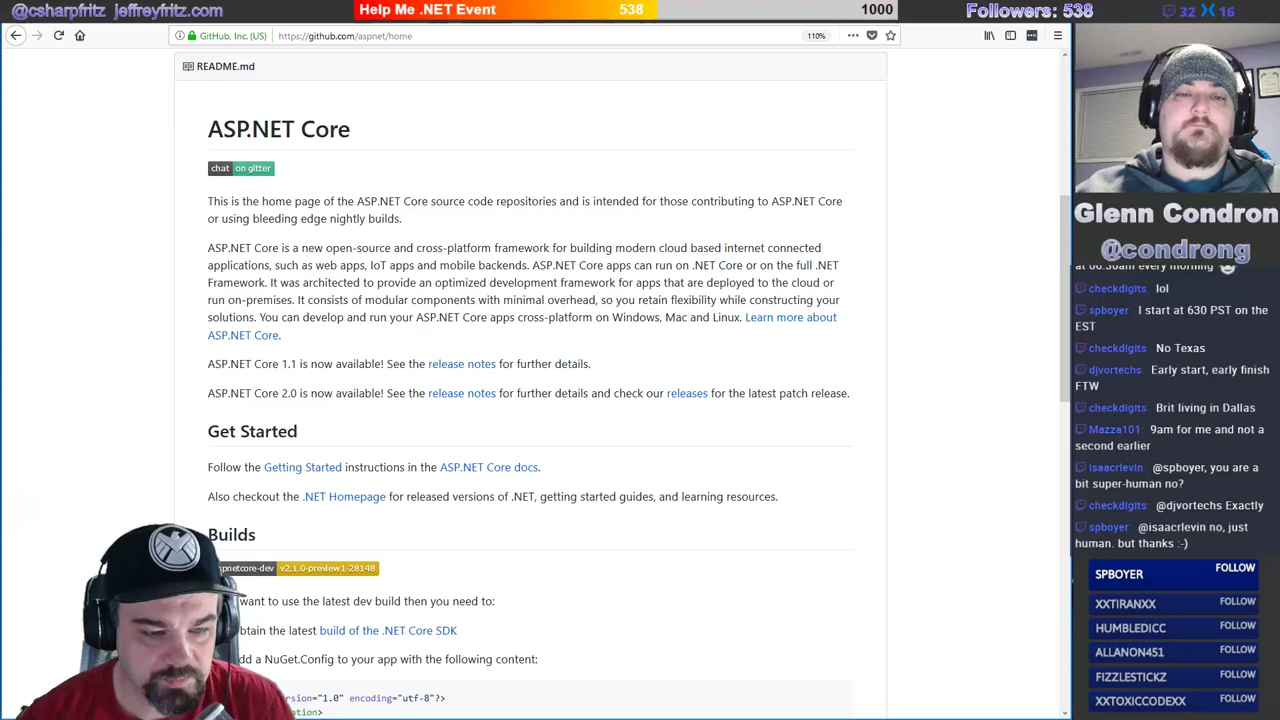 @csharpfritz jeffreyfritz.com
Help Me .NET Event 538 1000
Followers: 538
32 16
GitHub, Inc. (US) https://github.com/aspnet/home 110%
README.md
ASP.NET Core
chat on gitter
This is the home page of the ASP.NET Core source code repositories and is intended for those contributing to ASP.NET Core
or using bleeding edge nightly builds.
ASP.NET Core is a new open-source and cross-platform framework for building modern cloud based internet connected
applications, such as web apps, IoT apps and mobile backends. ASP.NET Core apps can run on .NET Core or on the full .NET
Framework. It was architected to provide an optimized development framework for apps that are deployed to the cloud or
run on-premises. It consists of modular components with minimal overhead, so you retain flexibility while constructing your
solutions. You can develop and run your ASP.NET Core apps cross-platform on Windows, Mac and Linux. Learn more about
ASP.NET Core.
ASP.NET Core 1.1 is now available! See the release notes for further details.
ASP.NET Core 2.0 is now available! See the release notes for further details and check our releases for the latest patch release.
Get Started
Follow the Getting Started instructions in the ASP.NET Core docs.
Also checkout the .NET Homepage for released versions of .NET, getting started guides, and learning resources.
Builds
spnetcore-dev v2.1.0-preview1-28148
want to use the latest dev build then you need to:
btain the latest build of the .NET Core SDK
dd a NuGet.Config to your app with the following content:
ersion="1.0" encoding="utf-8"?>
ation>
Glenn Condron
@condrong
at 06:30am every morning
checkdigits lol
spboyer I start at 630 PST on the
EST
checkdigits No Texas
djvortechs Early start, early finish
FTW
checkdigits Brit living in Dallas
Mazza101 9am for me and not a
second earlier
isaacrlevin @spboyer, you are a
bit super-human no?
checkdigits @djvortechs Exactly
spboyer @isaacrlevin no, just
human. but thanks :-)
SPBOYER FOLLOW
XXTIRANXX FOLLOW
HUMBLEDICC FOLLOW
ALLANON451 FOLLOW
FIZZLESTICKZ FOLLOW
XXTOXICCODEXX FOLLOW